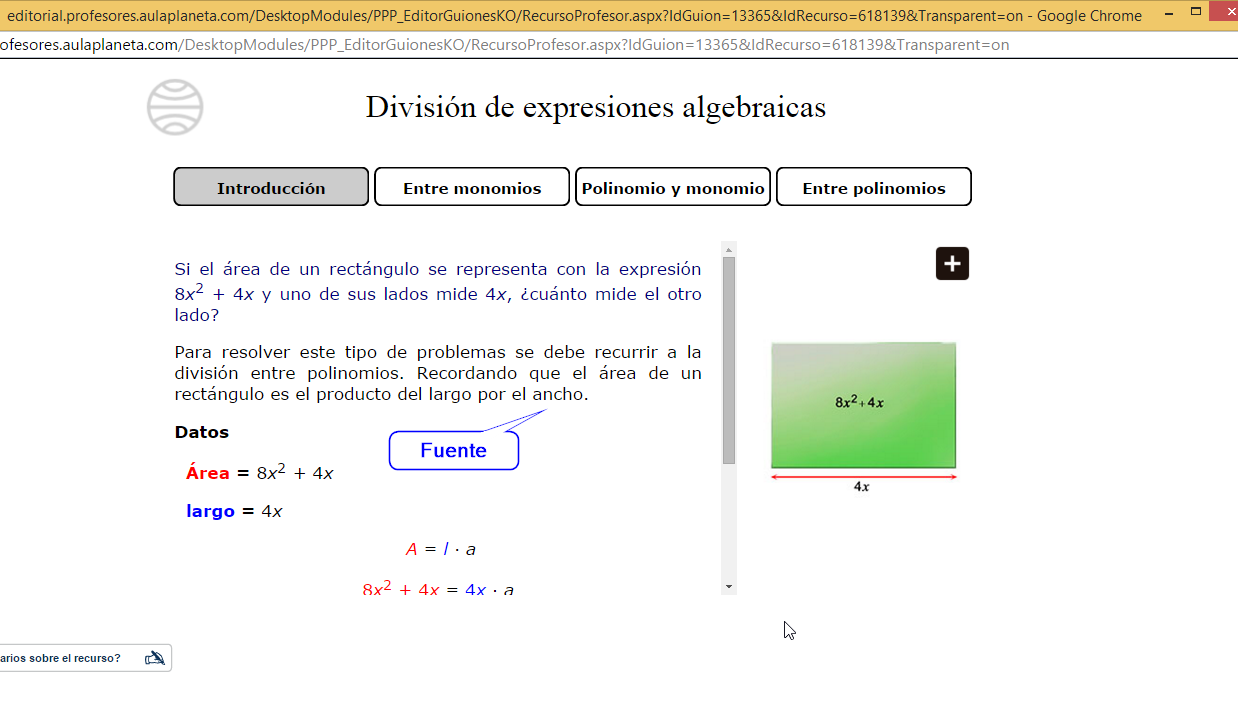 editorial.profesores.aulaplaneta.com/DesktopModules/PPP_EditorGuionesKO/RecursoProfesor.aspx?IdGuion=13365&IdRecurso=618139&Transparent=on - Google Chrome
ofesores.aulaplaneta.com/DesktopModules/PPP_EditorGuionesKO/RecursoProfesor.aspx?IdGuion=13365&IdRecurso=618139&Transparent=on
División de expresiones algebraicas
Introducción
Entre monomios
Polinomio y monomio
Entre polinomios
Si el área de un rectángulo se representa con la expresión
8x² + 4x y uno de sus lados mide 4x, ¿cuánto mide el otro
lado?
Para resolver este tipo de problemas se debe recurrir a la
división entre polinomios. Recordando que el área de un
rectángulo es el producto del largo por el ancho.
Datos
Fuente
Área = 8x² + 4x
largo = 4x
A = l · a
8x² + 4x = 4x · a
8x²+4x
4x
arios sobre el recurso?